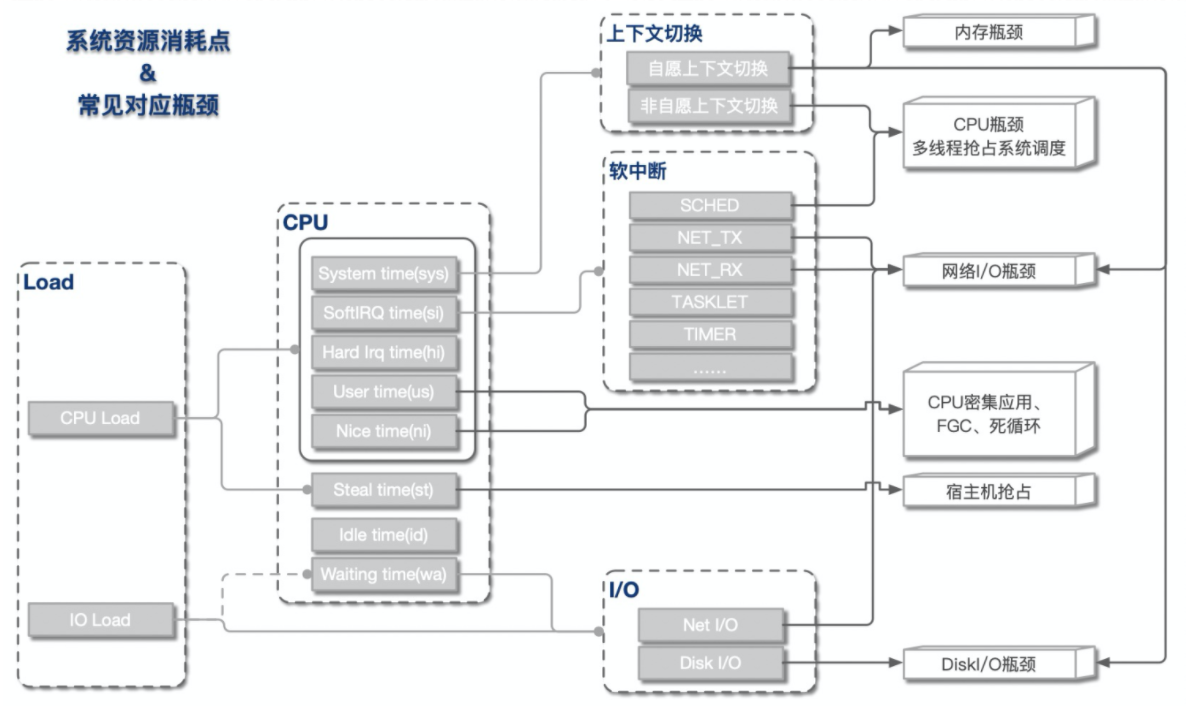 系统资源消耗点
&
常见对应瓶颈
Load
CPU Load
IO Load
CPU
System time(sys)
SoftIRQ time(si)
Hard Irq time(hi)
User time(us)
Nice time(ni)
Steal time(st)
Idle time(id)
Waiting time(wa)
上下文切换
自愿上下文切换
非自愿上下文切换
软中断
SCHED
NET_TX
NET_RX
TASKLET
TIMER
……
I/O
Net I/O
Disk I/O
内存瓶颈
CPU瓶颈
多线程抢占系统调度
网络I/O瓶颈
CPU密集应用、
FGC、死循环
宿主机抢占
DiskI/O瓶颈